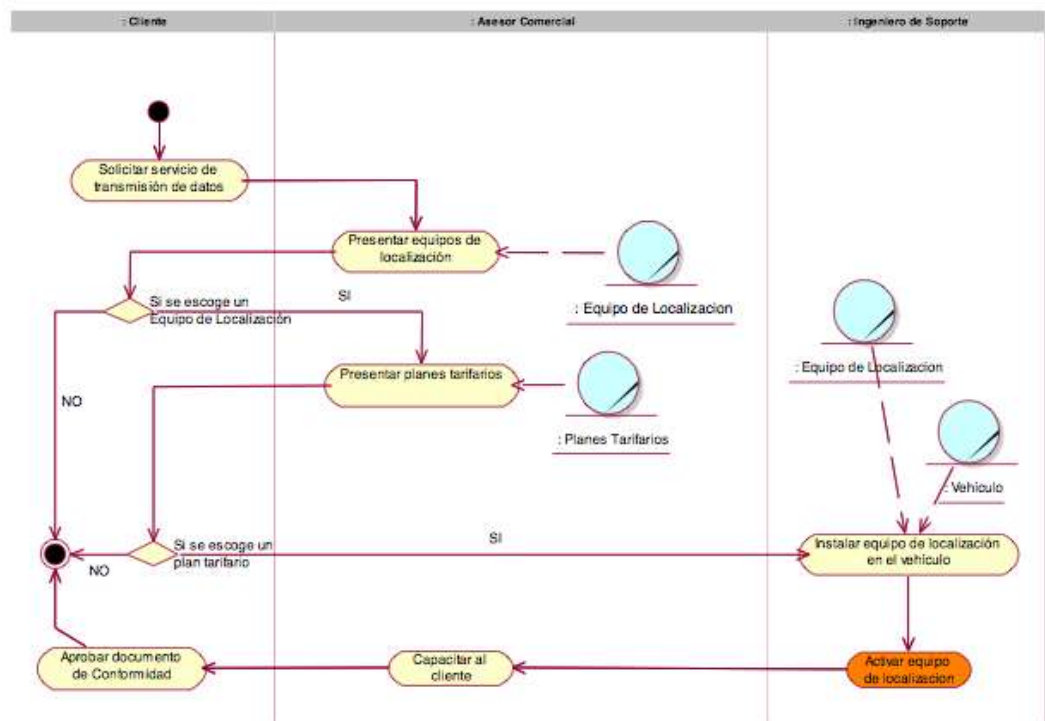 : Cliente
: Asesor Comercial
: Ingeniero de Soporte
Solicitar servicio de
transmisión de datos
Presentar equipos de
localización
: Equipo de Localizacion
Si se escoge un
Equipo de Localización
SI
: Equipo de Localizacion
Presentar planes tarifarios
: Planes Tarifarios
NO
: Vehiculo
Si se escoge un
plan tarifario
SI
NO
Instalar equipo de localización
en el vehículo
Aprobar documento
de Conformidad
Capacitar al
cliente
Activar equipo
de localizacion